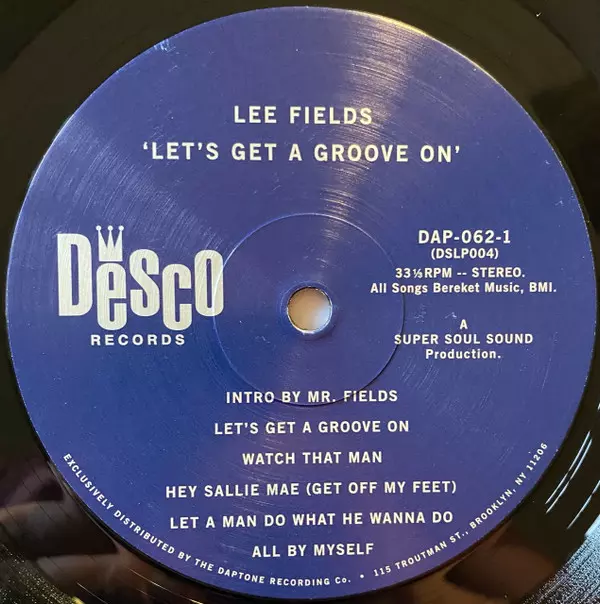 LEE FIELDS
'LET'S GET A GROOVE ON'
DESCO
RECORDS
DAP-062-1
(DSLP004)
33⅓RPM -- STEREO.
All Songs Bereket Music, BMI.
A
SUPER SOUL SOUND
Production.
INTRO BY MR. FIELDS
LET'S GET A GROOVE ON
WATCH THAT MAN
HEY SALLIE MAE (GET OFF MY FEET)
LET A MAN DO WHAT HE WANNA DO
ALL BY MYSELF
EXCLUSIVELY DISTRIBUTED BY THE DAPTONE RECORDING Co. • 115 TROUTMAN ST., BROOKLYN, NY 11206